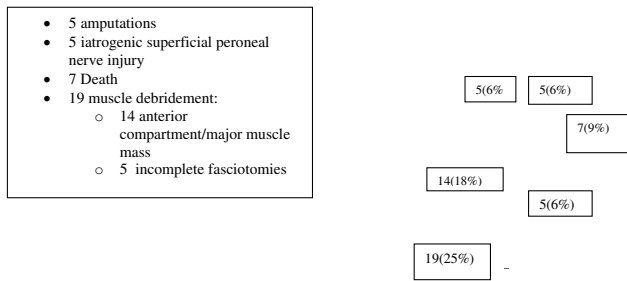 • 5 amputations
• 5 iatrogenic superficial peroneal
nerve injury
• 7 Death
• 19 muscle debridement:
o 14 anterior
compartment/major muscle
mass
o 5 incomplete fasciotomies
5(6%
5(6%)
7(9%)
14(18%)
5(6%)
19(25%)